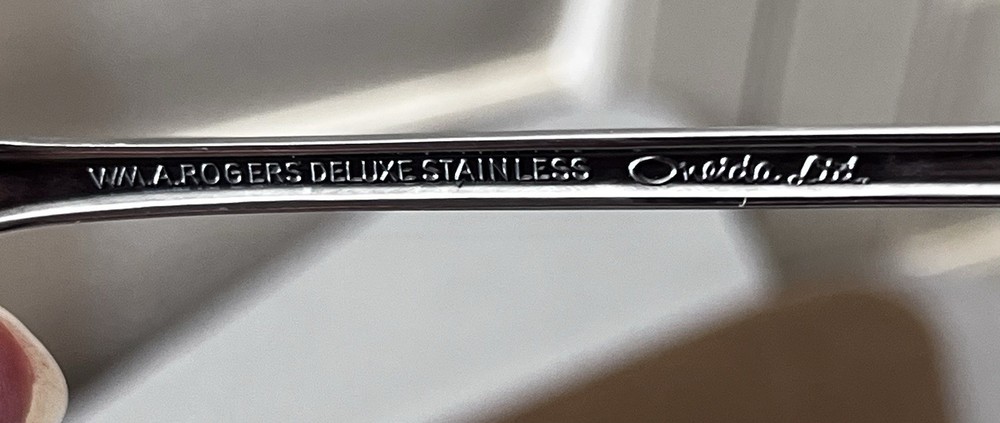 WM.A.ROGERS DELUXE STAINLESS Oneida Ltd.